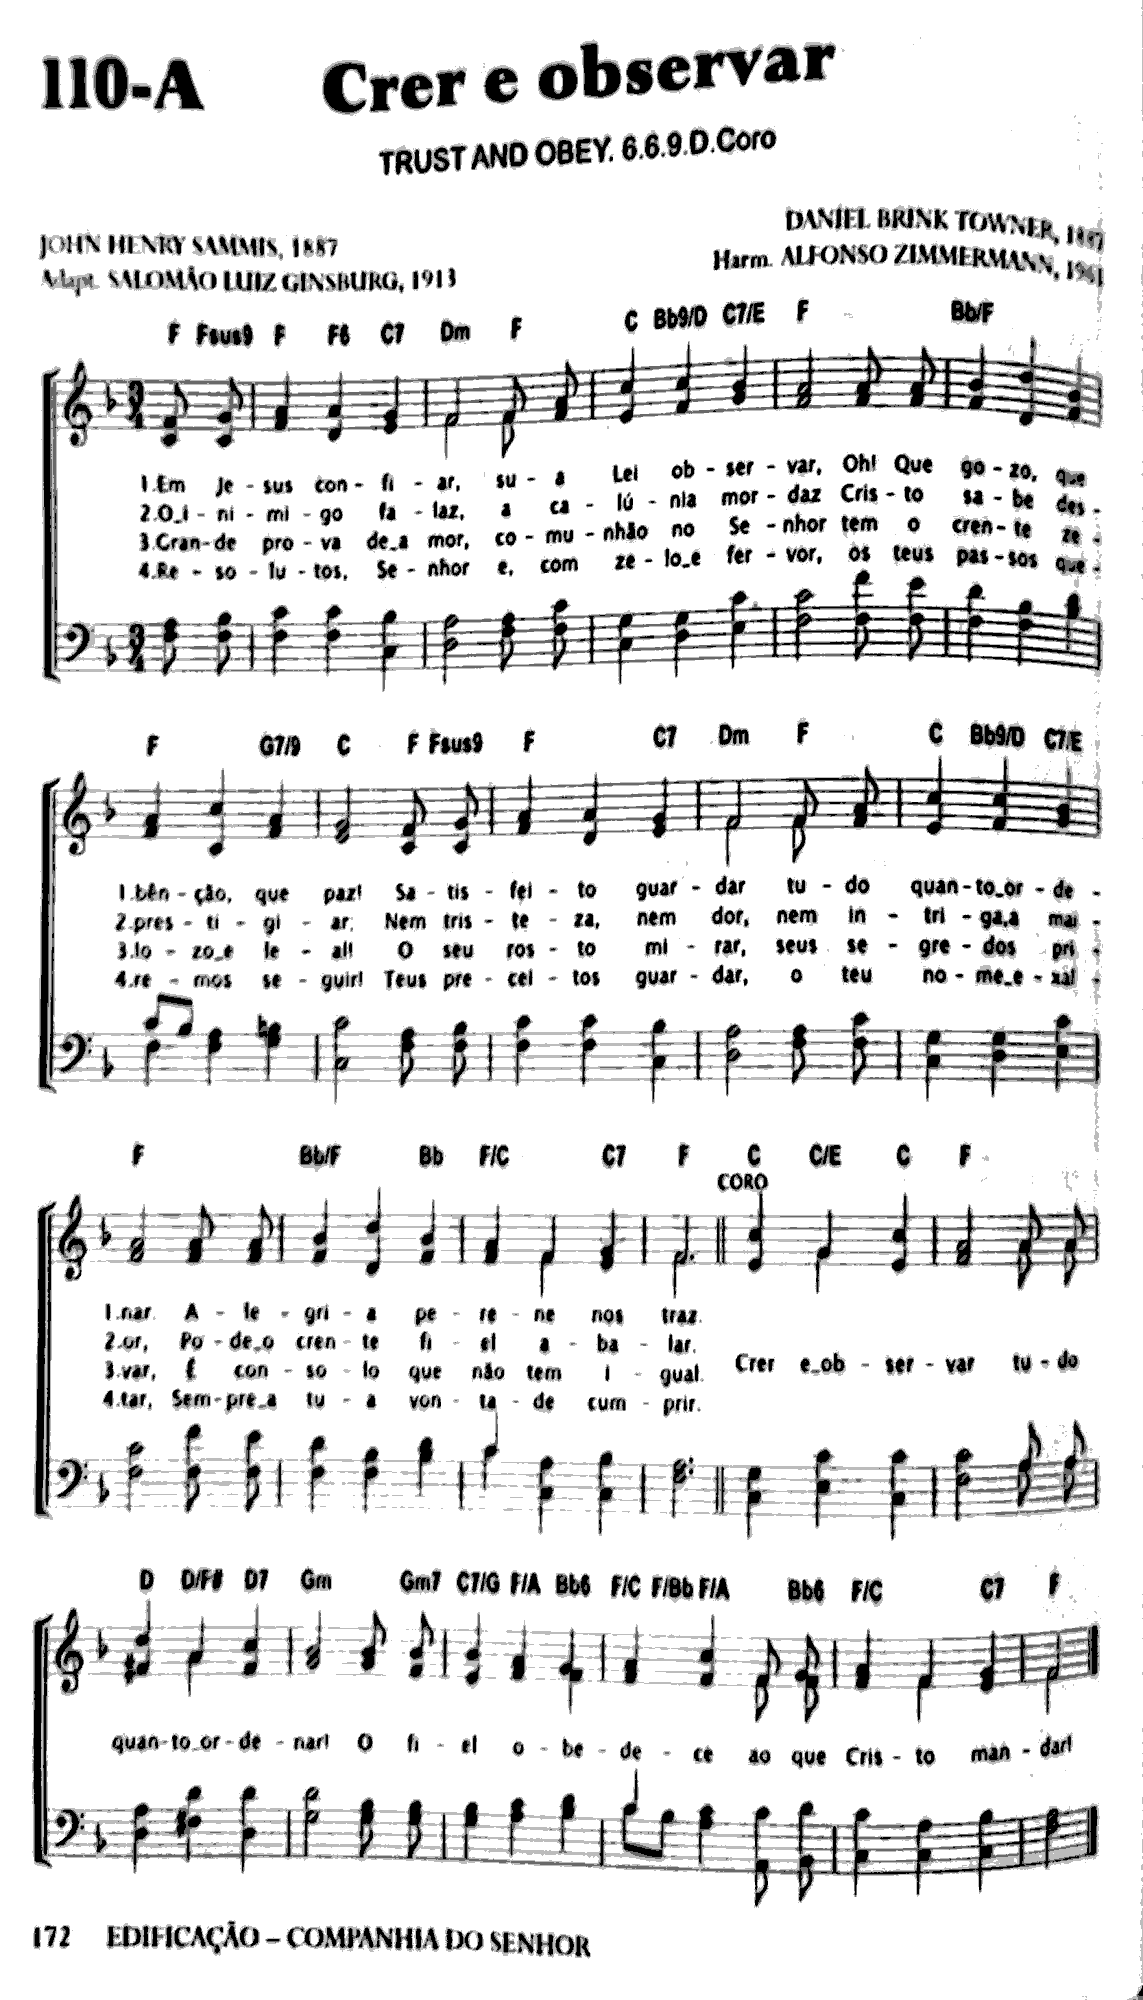 110-A Crer e observar
TRUST AND OBEY. 6.6.9.D.Coro
JOHN HENRY SAMMIS, 1887
Adapt. SALOMÃO LUIZ GINSBURG, 1913
DANIEL BRINK TOWNER, 1887
Harm. ALFONSO ZIMMERMANN, 1961
F Fsus9 F F6 C7 Dm F C Bb9/D C7/E F Bb/F
3 4
1.Em Je - sus con - fi - ar, su - a Lei ob - ser - var, Oh! Que go - zo, que
2.O_i - ni - mi - go fa - laz, a ca - lú - nia mor - daz Cris - to sa - be des -
3.Gran-de pro - va de_a mor, co - mu - nhão no Se - nhor tem o cren - te ze -
4.Re - so - lu - tos, Se - nhor e, com ze - lo_e fer - vor, os teus pas - sos que -
3 4
F G7/9 C F Fsus9 F C7 Dm F C Bb9/D C7/E
1.bên - ção, que paz! Sa - tis - fei - to guar - dar tu - do quan-to_or - de -
2.pres - ti - gi - ar; Nem tris - te - za, nem dor, nem in - tri - ga,a mai -
3.lo - zo_e le - al! O seu ros - to mi - rar, seus se - gre - dos pri -
4.re - mos se - guir! Teus pre - cei - tos guar - dar, o teu no - me_e - xal -
F Bb/F Bb F/C C7 F C C/E C F
CORO
1.nar. A - le - gri - a pe - re - ne nos traz.
2.or, Po - de_o cren - te fi - el a - ba - lar.
3.var, É con - so - lo que não tem i - gual.
4.tar, Sem-pre_a tu - a von - ta - de cum - prir.
Crer e_ob - ser - var tu - do
D D/F# D7 Gm Gm7 C7/G F/A Bb6 F/C F/Bb F/A Bb6 F/C C7 F
quan-to_or-de - nar! O fi - el o - be - de - ce ao que Cris - to man - dar!
172 EDIFICAÇÃO – COMPANHIA DO SENHOR